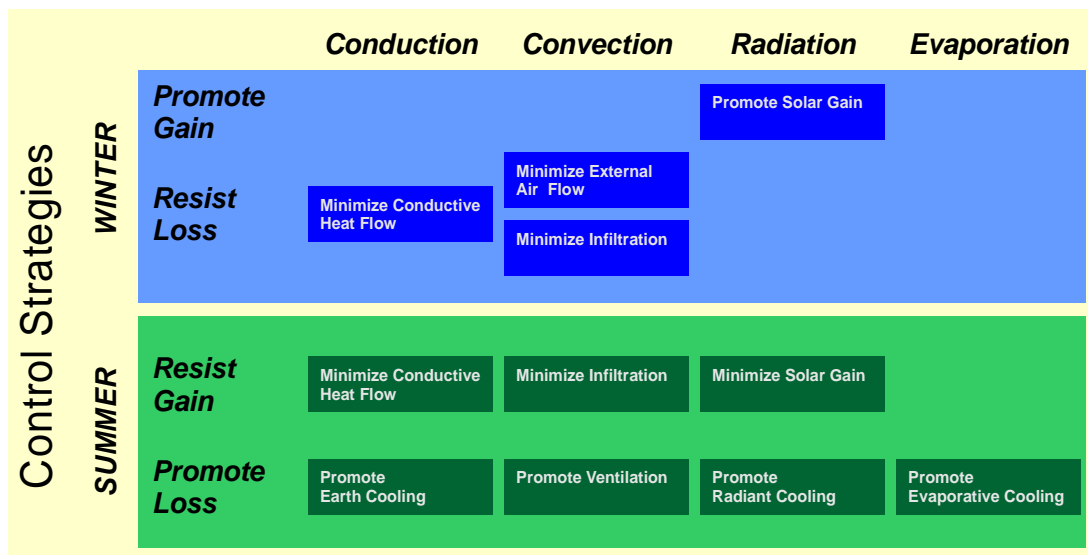 Conduction Convection Radiation Evaporation
Control Strategies
WINTER
Promote
Gain
Promote Solar Gain
Resist
Loss
Minimize Conductive
Heat Flow
Minimize External
Air Flow
Minimize Infiltration
SUMMER
Resist
Gain
Minimize Conductive
Heat Flow
Minimize Infiltration
Minimize Solar Gain
Promote
Loss
Promote
Earth Cooling
Promote Ventilation
Promote
Radiant Cooling
Promote
Evaporative Cooling